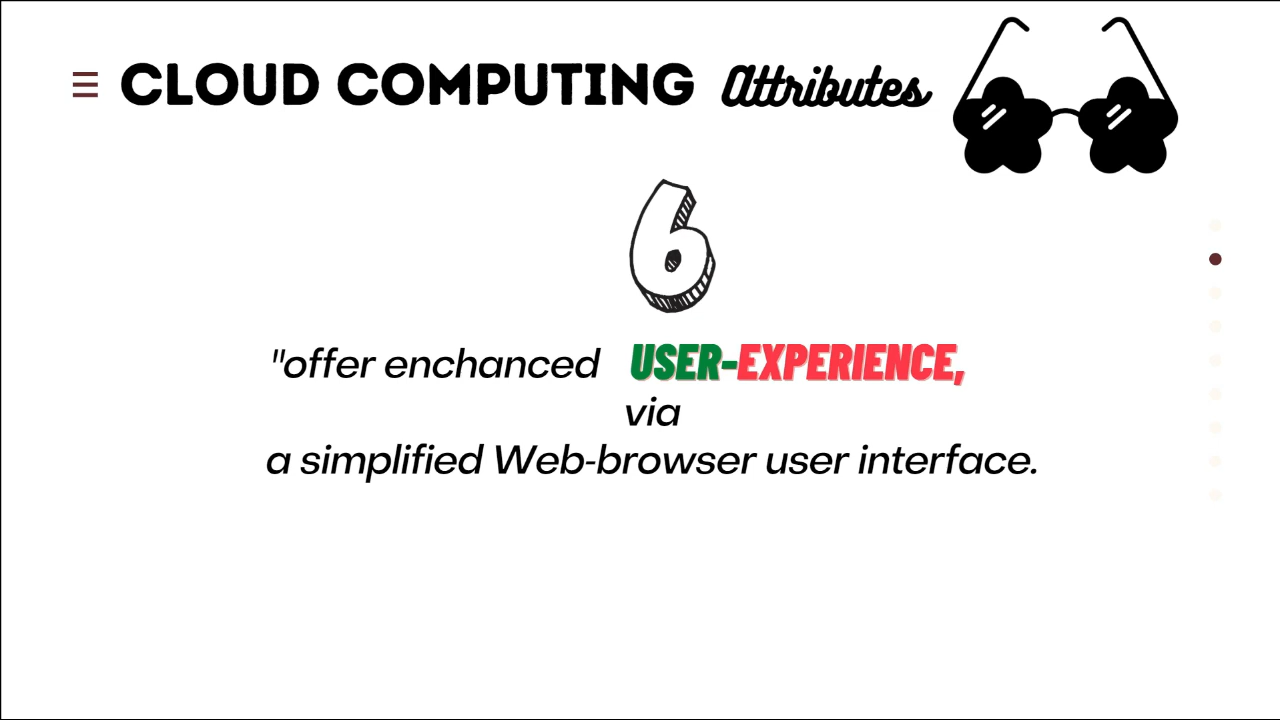 CLOUD COMPUTING Attributes
6
"offer enchanced USER-EXPERIENCE,
via
a simplified Web-browser user interface.